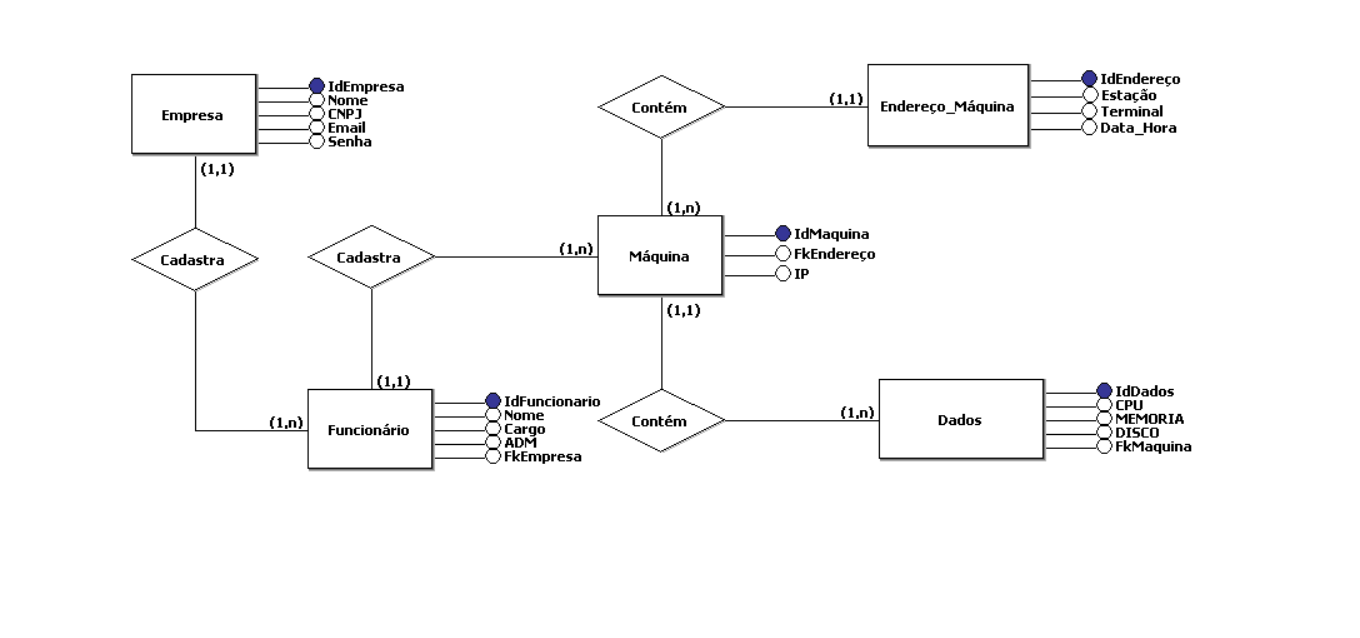 Empresa
IdEmpresa
Nome
CNPJ
Email
Senha
(1,1)
Cadastra
(1,n)
Funcionário
IdFuncionario
Nome
Cargo
ADM
FkEmpresa
(1,1)
Cadastra
(1,n)
Máquina
IdMaquina
FkEndereço
IP
(1,n)
Contém
(1,1)
Endereço_Máquina
IdEndereço
Estação
Terminal
Data_Hora
(1,1)
Contém
(1,n)
Dados
IdDados
CPU
MEMORIA
DISCO
FkMaquina